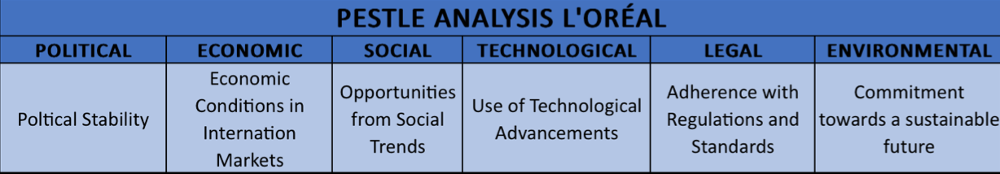 PESTLE ANALYSIS L'ORÉAL
POLITICAL
ECONOMIC
SOCIAL
TECHNOLOGICAL
LEGAL
ENVIRONMENTAL
Poltical Stability
Economic
Conditions in
Internation
Markets
Opportunities
from Social
Trends
Use of Technological
Advancements
Adherence with
Regulations and
Standards
Commitment
towards a sustainable
future